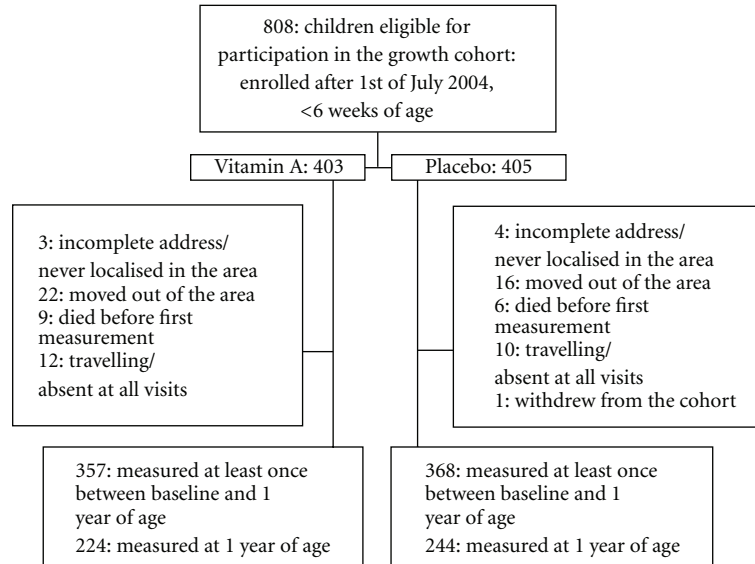 808: children eligible for
participation in the growth cohort:
enrolled after 1st of July 2004,
<6 weeks of age
Vitamin A: 403
Placebo: 405
3: incomplete address/
never localised in the area
22: moved out of the area
9: died before first
measurement
12: travelling/
absent at all visits
4: incomplete address/
never localised in the area
16: moved out of the area
6: died before first
measurement
10: travelling/
absent at all visits
1: withdrew from the cohort
357: measured at least once
between baseline and 1
year of age
224: measured at 1 year of age
368: measured at least once
between baseline and 1
year of age
244: measured at 1 year of age